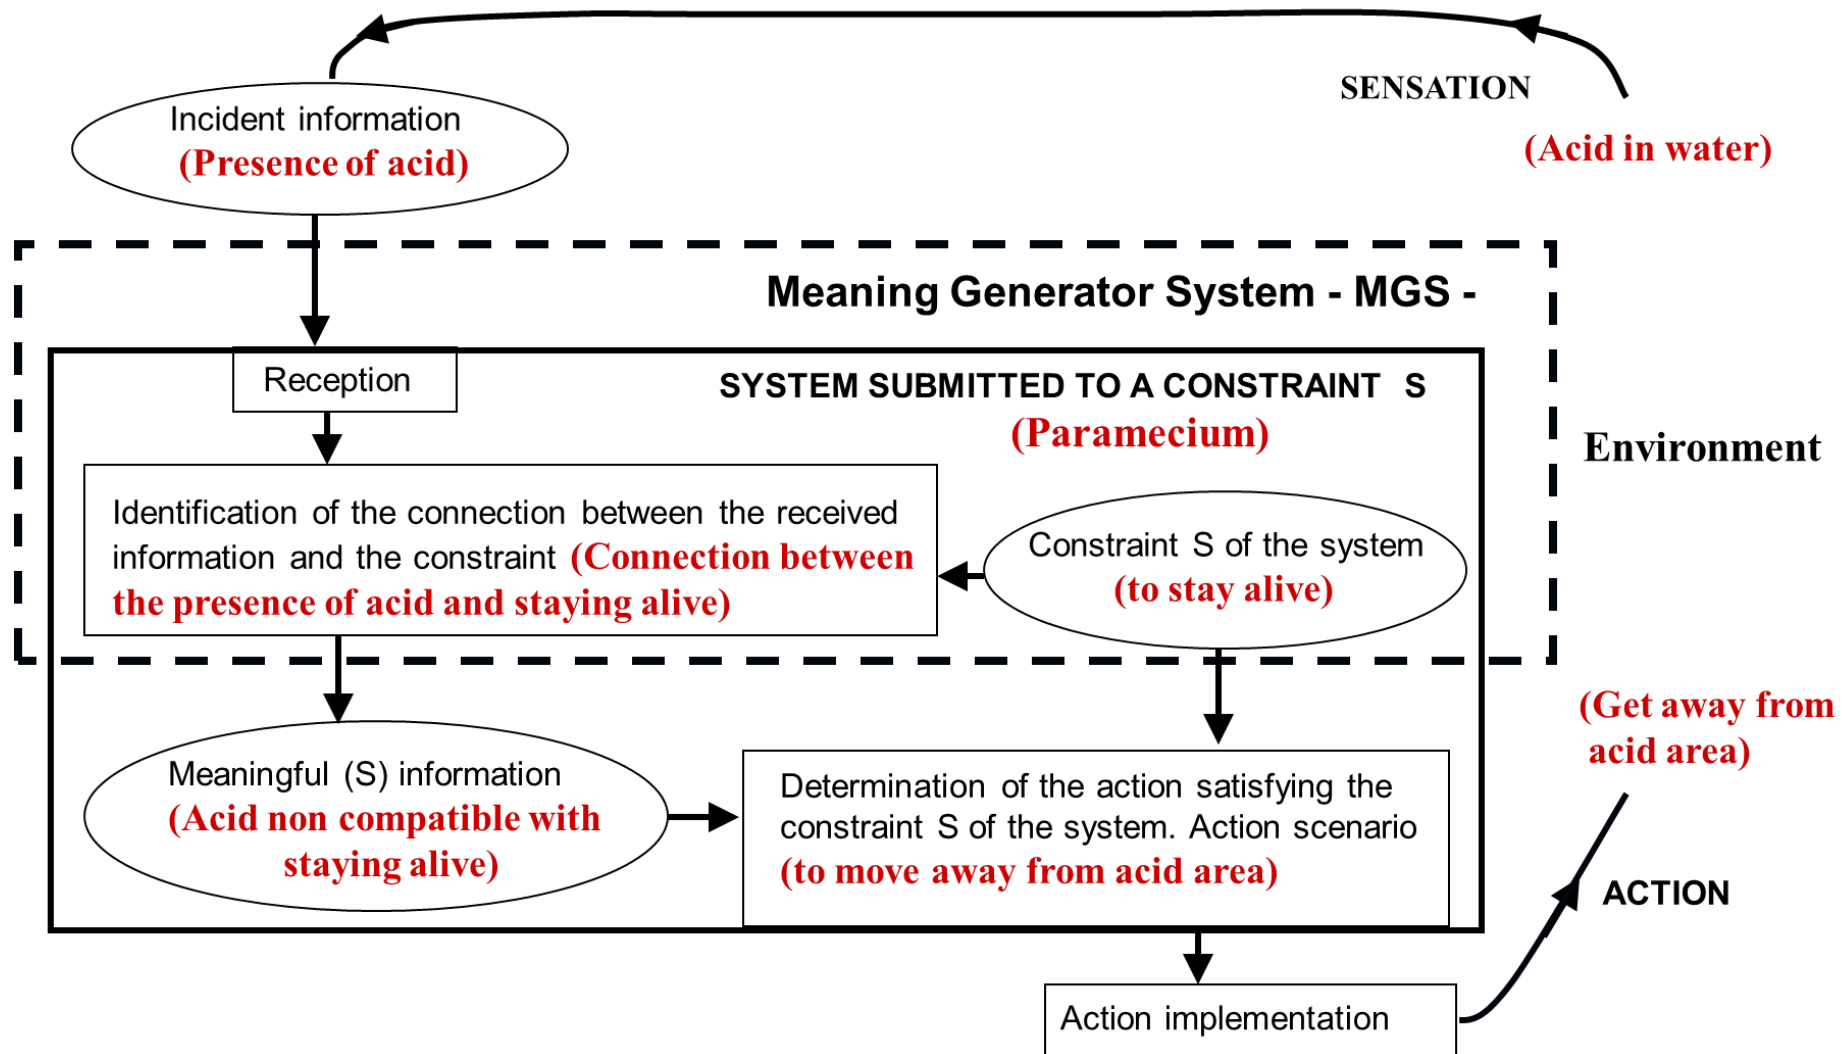 SENSATION
(Acid in water)
Incident information
(Presence of acid)
Meaning Generator System - MGS -
Reception
SYSTEM SUBMITTED TO A CONSTRAINT S
(Paramecium)
Environment
Identification of the connection between the received
information and the constraint (Connection between
the presence of acid and staying alive)
Constraint S of the system
(to stay alive)
Meaningful (S) information
(Acid non compatible with
staying alive)
Determination of the action satisfying the
constraint S of the system. Action scenario
(to move away from acid area)
(Get away from
acid area)
ACTION
Action implementation